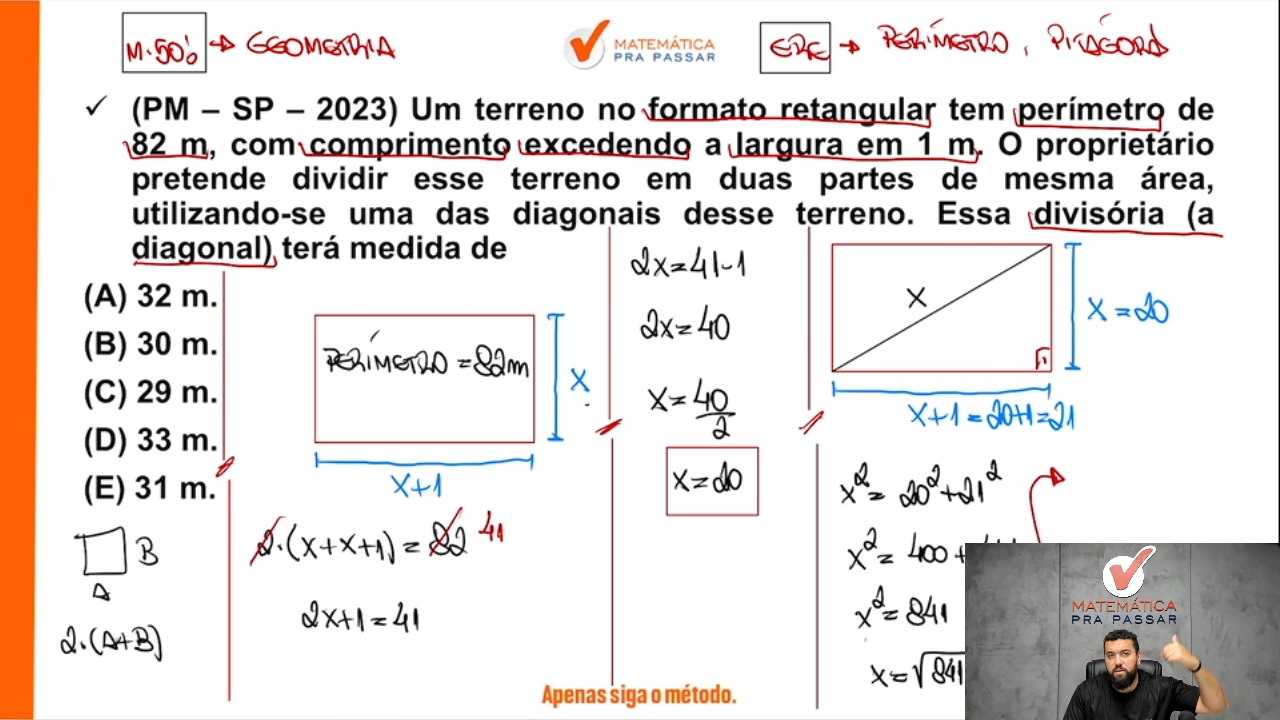 M.50% → GEOMETRIA
MATEMÁTICA
PRA PASSAR
→ PERÍMETRO, PITÁGORA
✓ (PM – SP – 2023) Um terreno no formato retangular tem perímetro de
82 m, com comprimento excedendo a largura em 1 m. O proprietário
pretende dividir esse terreno em duas partes de mesma área,
utilizando-se uma das diagonais desse terreno. Essa divisória (a
diagonal) terá medida de
(A) 32 m.
(B) 30 m.
(C) 29 m.
(D) 33 m.
(E) 31 m.
B
A
2.(A+B)
PERÍMETRO = 82m
X
X+1
2.(X+X+1) = 82 41
2X+1 = 41
2X = 41-1
2X = 40
X = 40
2
X = 20
X
X = 20
X+1 = 20+1 = 21
X² = 20² + 21²
X² = 400 +
X² = 841
X = √841
MATEMÁTICA
PRA PASSAR
Apenas siga o método.